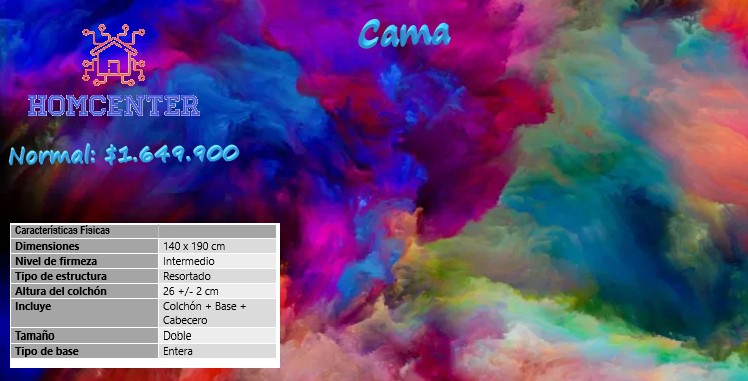 Cama
HOMCENTER
Normal: $1.649.900
Características Físicas
Dimensiones 140 x 190 cm
Nivel de firmeza Intermedio
Tipo de estructura Resortado
Altura del colchón 26 +/- 2 cm
Incluye Colchón + Base +
Cabecero
Tamaño Doble
Tipo de base Entera